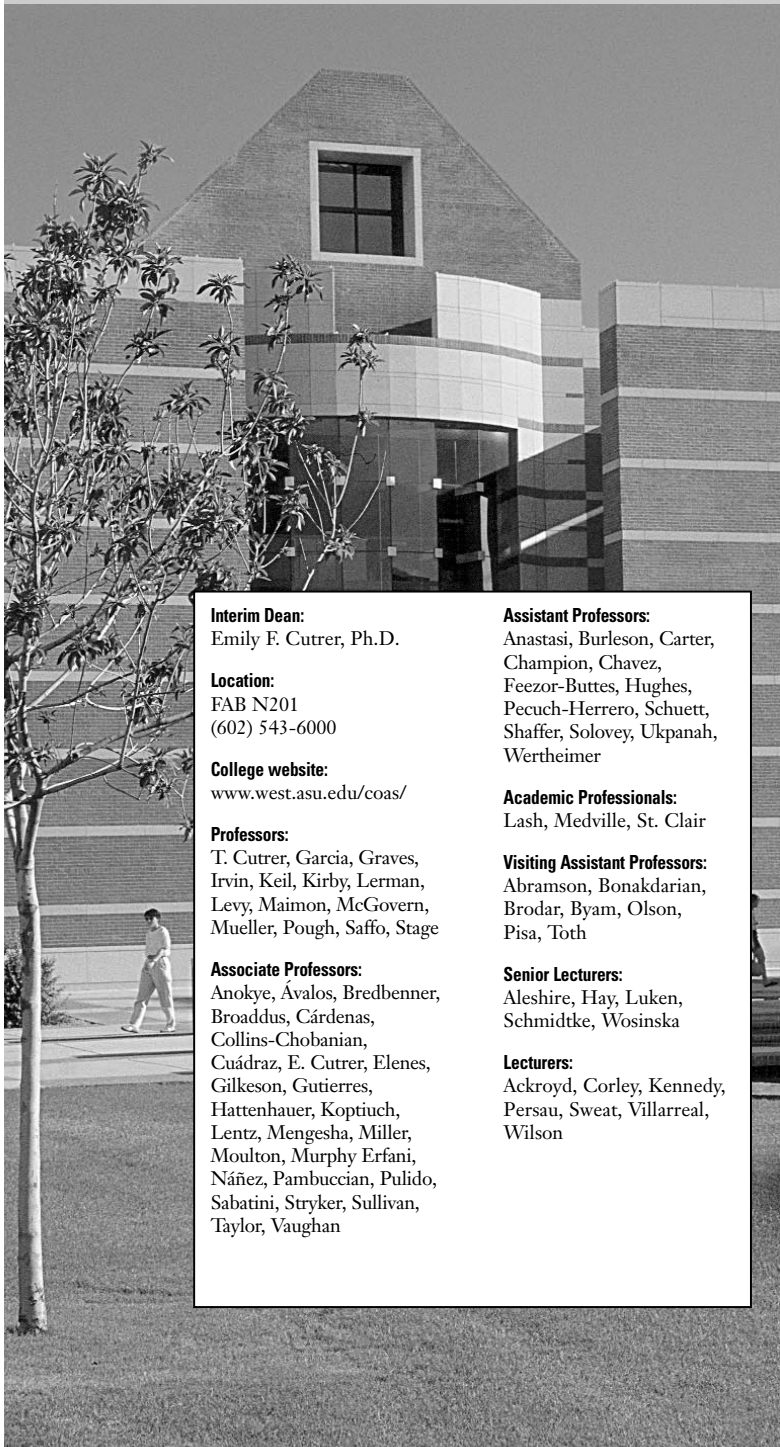 Interim Dean:
Emily F. Cutrer, Ph.D.
Location:
FAB N201
(602) 543-6000
College website:
www.west.asu.edu/coas/
Professors:
T. Cutrer, Garcia, Graves,
Irvin, Keil, Kirby, Lerman,
Levy, Maimon, McGovern,
Mueller, Pough, Saffo, Stage
Associate Professors:
Anokye, Ávalos, Bredbenner,
Broaddus, Cárdenas,
Collins-Chobanian,
Cuádraz, E. Cutrer, Elenes,
Gilkeson, Gutierres,
Hattenhauer, Koptiuch,
Lentz, Mengesha, Miller,
Moulton, Murphy Erfani,
Náñez, Pambuccian, Pulido,
Sabatini, Stryker, Sullivan,
Taylor, Vaughan
Assistant Professors:
Anastasi, Burleson, Carter,
Champion, Chavez,
Feezor-Buttes, Hughes,
Pecuch-Herrero, Schuett,
Shaffer, Solovey, Ukpanah,
Wertheimer
Academic Professionals:
Lash, Medville, St. Clair
Visiting Assistant Professors:
Abramson, Bonakdarian,
Brodar, Byam, Olson,
Pisa, Toth
Senior Lecturers:
Aleshire, Hay, Luken,
Schmidtke, Wosinska
Lecturers:
Ackroyd, Corley, Kennedy,
Persau, Sweat, Villarreal,
Wilson